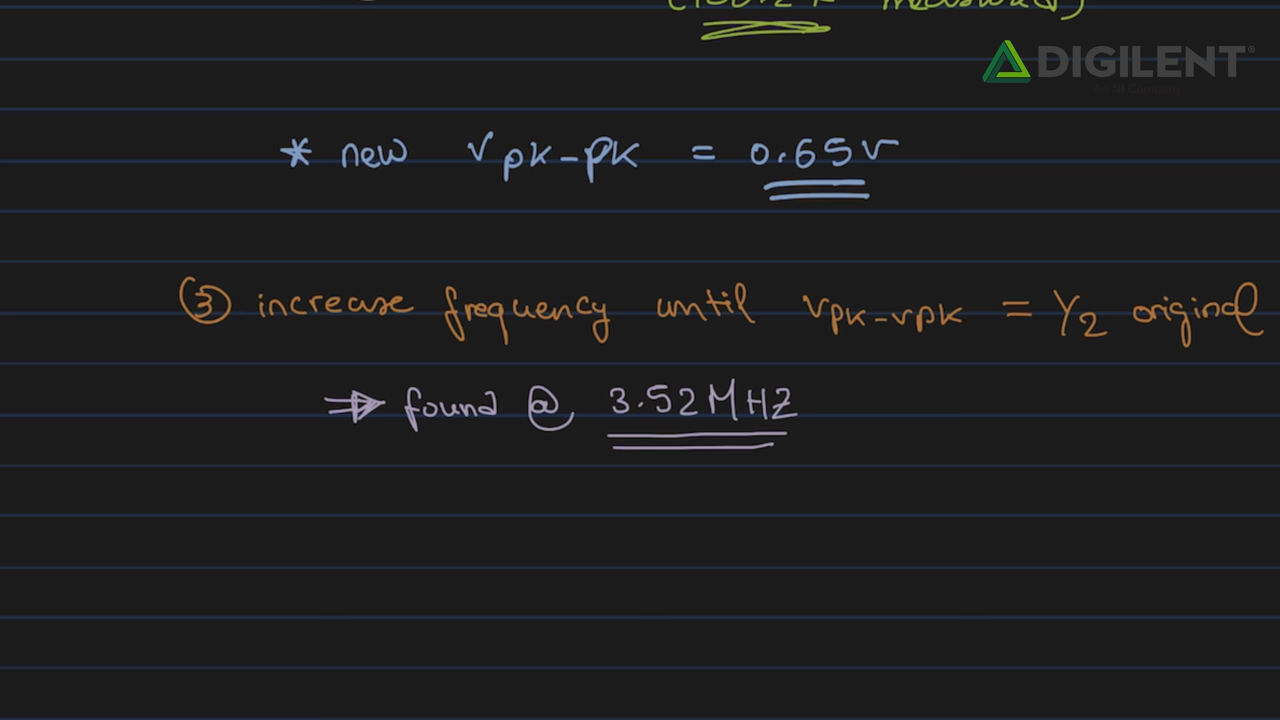 DIGILENT®
* new Vpk-pk = 0.65V
③ increase frequency until Vpk-vpk = 1/2 original
⇒ found @ 3.52MHZ